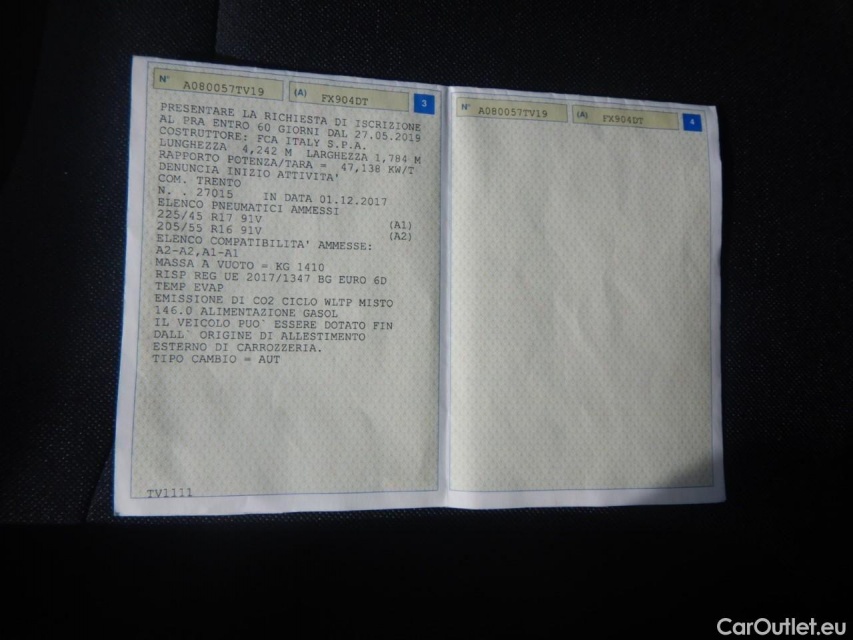 N° A080057TV19 (A) FX904DT 3
PRESENTARE LA RICHIESTA DI ISCRIZIONE
AL PRA ENTRO 60 GIORNI DAL 27.05.2019
COSTRUTTORE: FCA ITALY S.P.A.
LUNGHEZZA 4,242 M LARGHEZZA 1,784 M
RAPPORTO POTENZA/TARA = 47,138 KW/T
DENUNCIA INIZIO ATTIVITA'
COM. TRENTO
N. . 27015 IN DATA 01.12.2017
ELENCO PNEUMATICI AMMESSI
225/45 R17 91V (A1)
205/55 R16 91V (A2)
ELENCO COMPATIBILITA' AMMESSE:
A2-A2,A1-A1
MASSA A VUOTO = KG 1410
RISP REG UE 2017/1347 BG EURO 6D
TEMP EVAP
EMISSIONE DI CO2 CICLO WLTP MISTO
146.0 ALIMENTAZIONE GASOL
IL VEICOLO PUO` ESSERE DOTATO FIN
DALL` ORIGINE DI ALLESTIMENTO
ESTERNO DI CARROZZERIA.
TIPO CAMBIO = AUT
TV1111
N° A080057TV19 (A) FX904DT 4
CarOutlet.eu